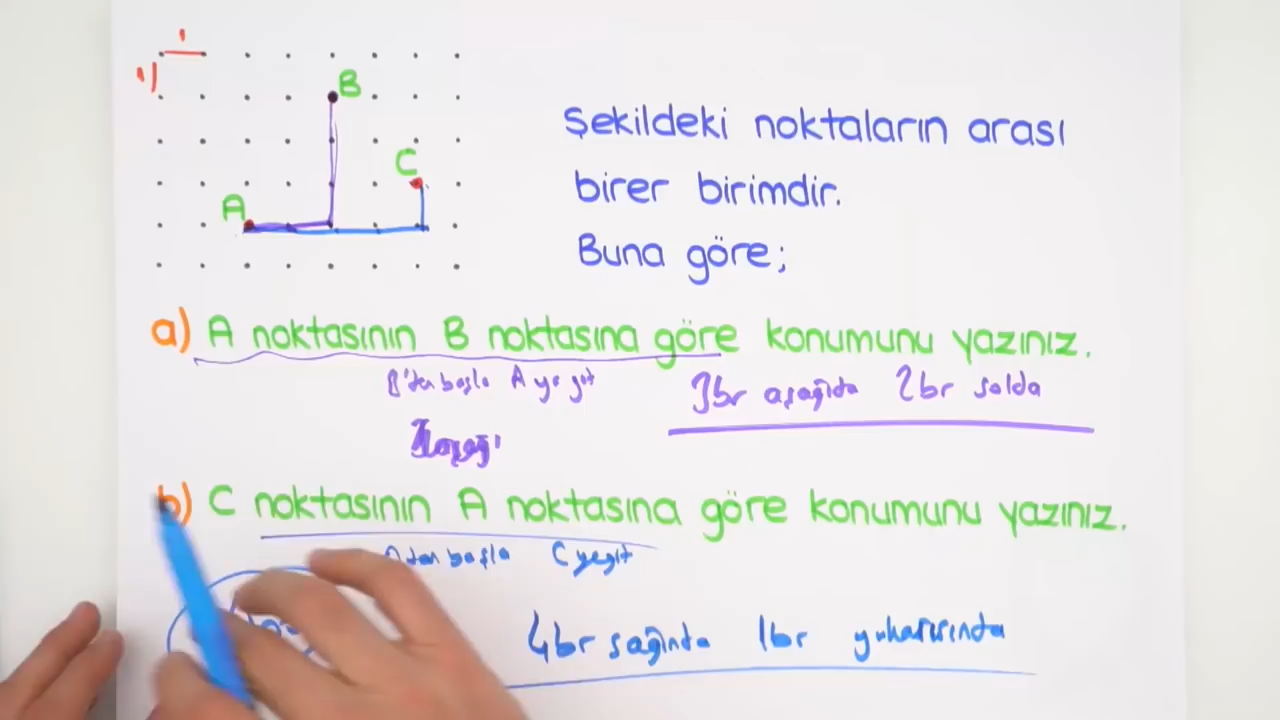 1
1
B
C
A
Şekildeki noktaların arası
birer birimdir.
Buna göre;
a) A noktasının B noktasına göre konumunu yazınız.
B'den başla A ya git
3br aşağıda 2br solda
b) C noktasının A noktasına göre konumunu yazınız.
A'dan başla C ye git
4br sağında 1br yukarısında